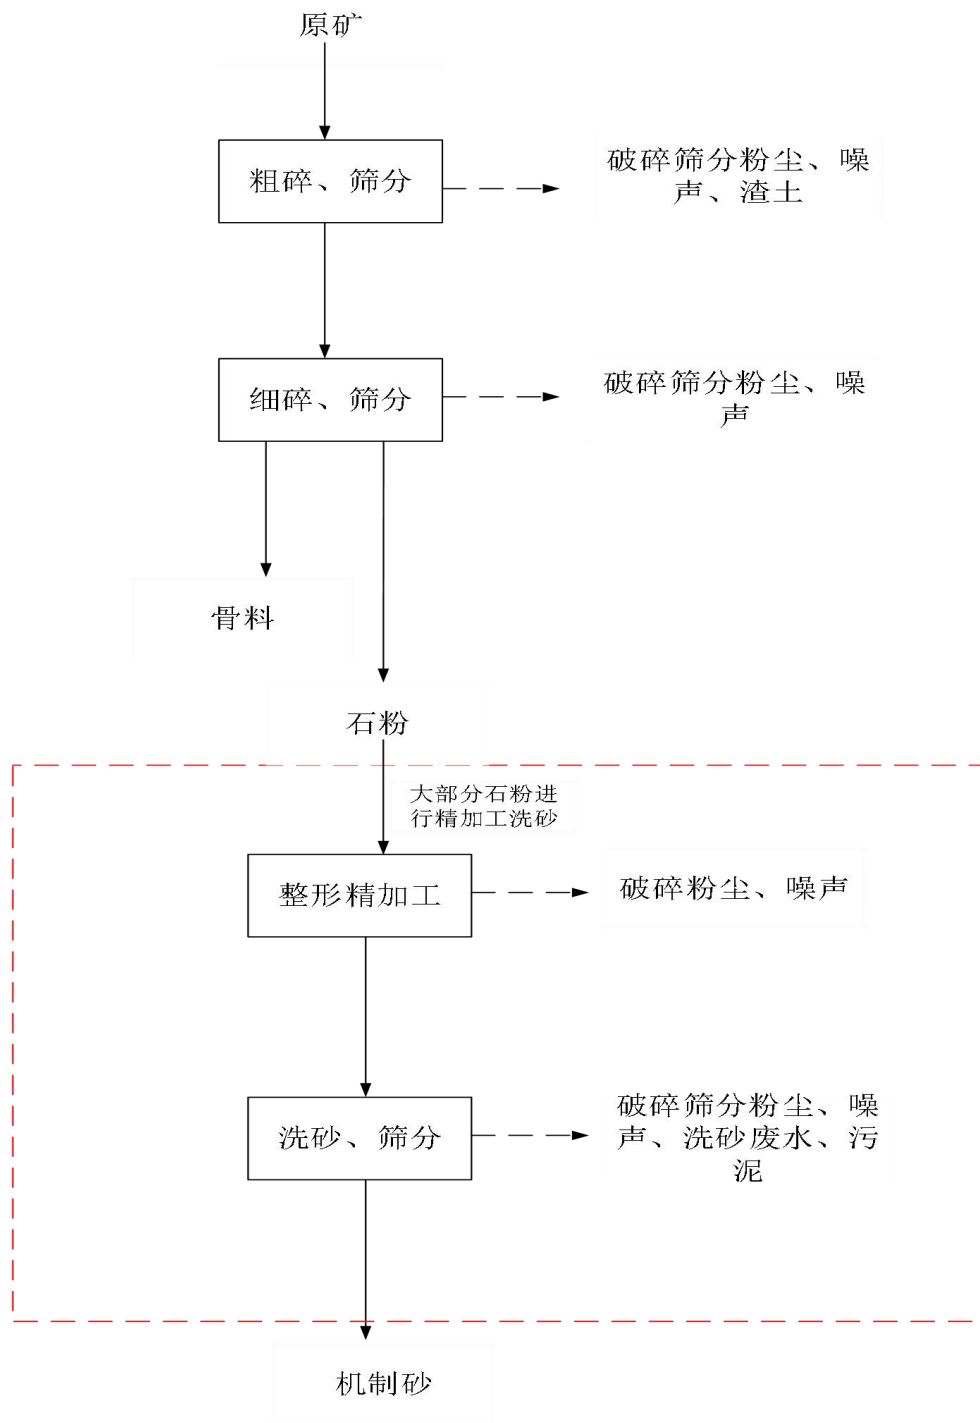 原矿
粗碎、筛分
破碎筛分粉尘、噪
声、渣土
细碎、筛分
破碎筛分粉尘、噪
声
骨料
石粉
大部分石粉进
行精加工洗砂
整形精加工
破碎粉尘、噪声
洗砂、筛分
破碎筛分粉尘、噪
声、洗砂废水、污
泥
机制砂